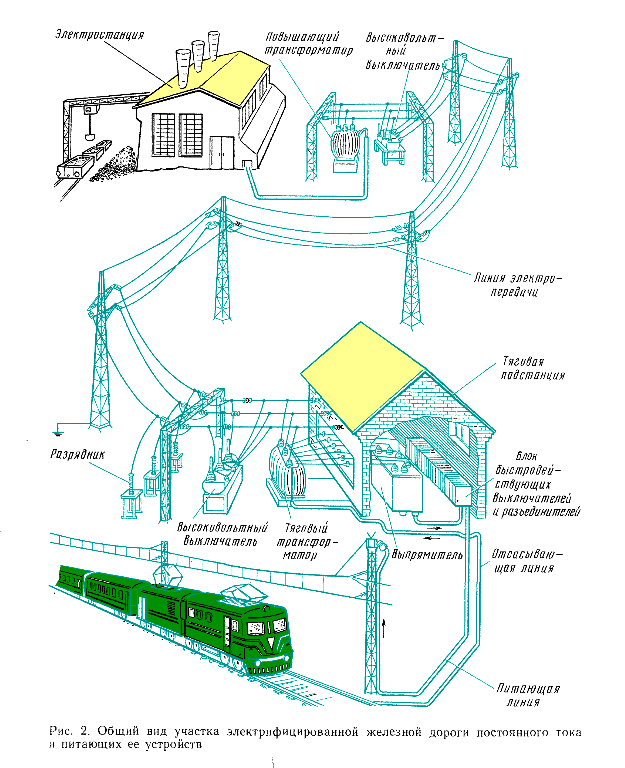 Электростанция
Повышающий
трансформатор
Высоковольт-
ный
выключатель
Линия электро-
передачи
Тяговая
подстанция
Разрядник
Высоковольтный
выключатель
Тяговый
трансфор-
матор
Выпрямитель
Блок
быстродей-
ствующих
выключателей
и разъединителей
Отсасываю-
щая линия
Питающая
линия
Рис. 2. Общий вид участка электрифицированной железной дороги постоянного тока
и питающих ее устройств